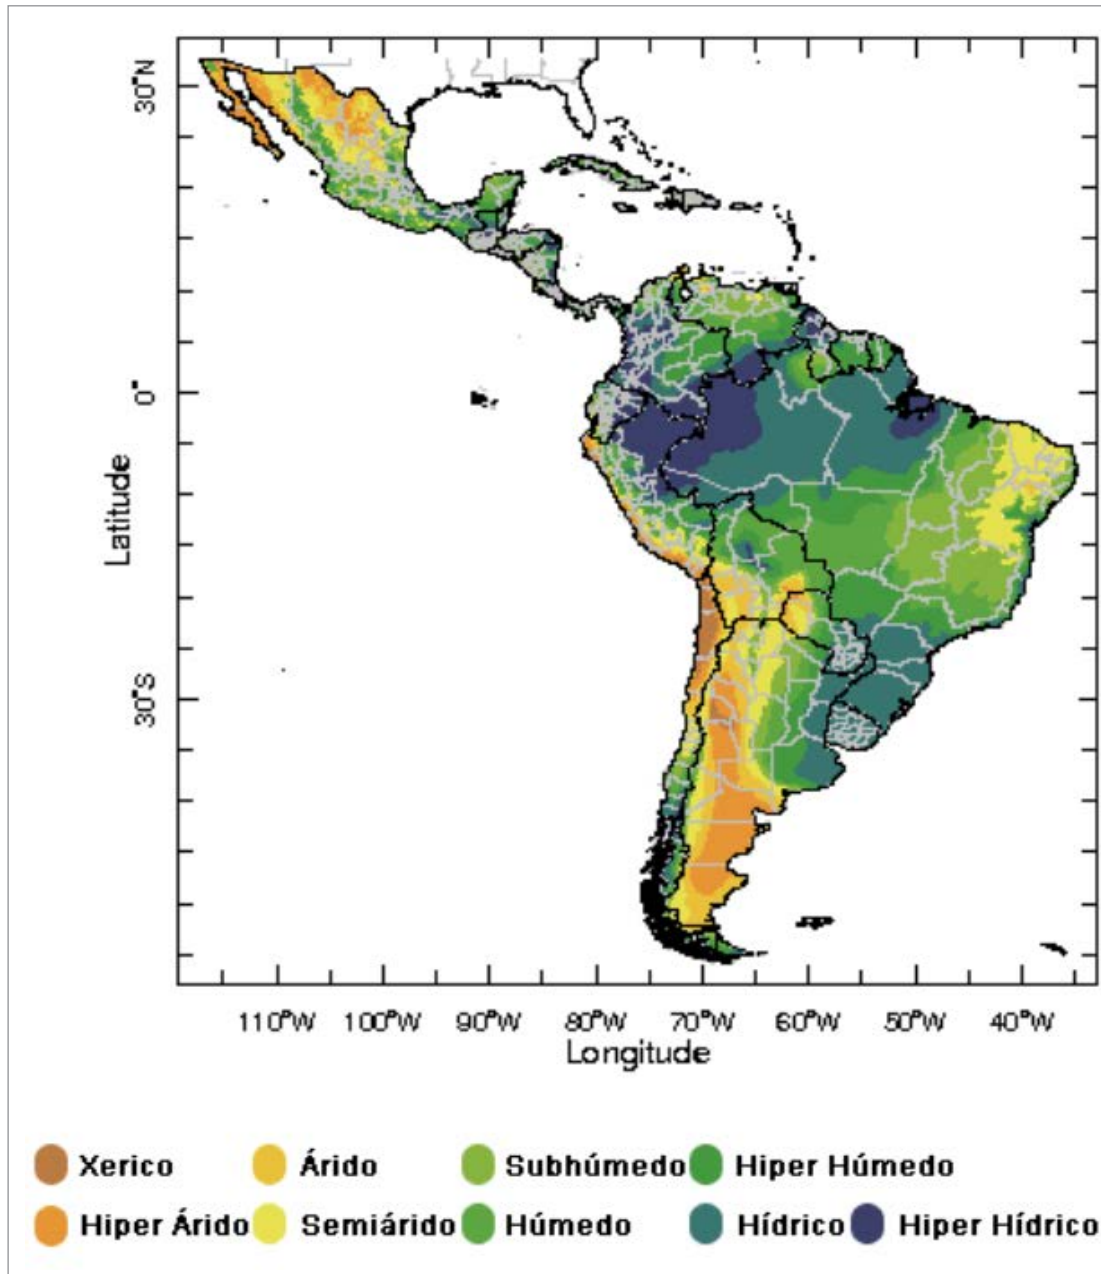 30°N
0°
30°S
Latitude
110°W 100°W 90°W 80°W 70°W 60°W 50°W 40°W
Longitude
Xerico Árido Subhúmedo Hiper Húmedo
Hiper Árido Semiárido Húmedo Hídrico Hiper Hídrico